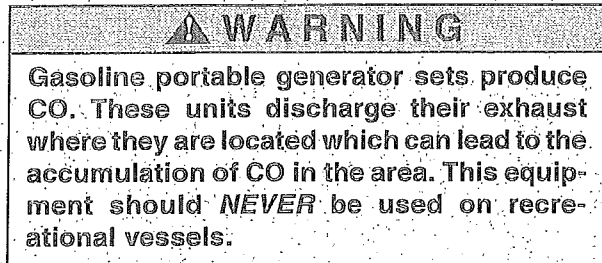 WARNING
Gasoline portable generator sets produce
CO. These units discharge their exhaust
where they are located which can lead to the
accumulation of CO in the area. This equip-
ment should NEVER be used on recre-
ational vessels.